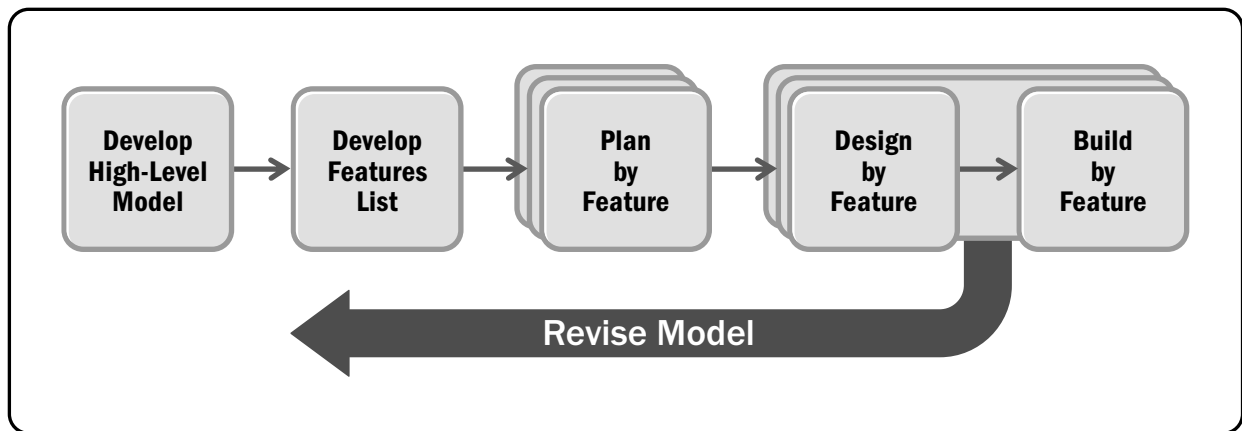 Develop
High-Level
Model
Develop
Features
List
Plan
by
Feature
Design
by
Feature
Build
by
Feature
Revise Model